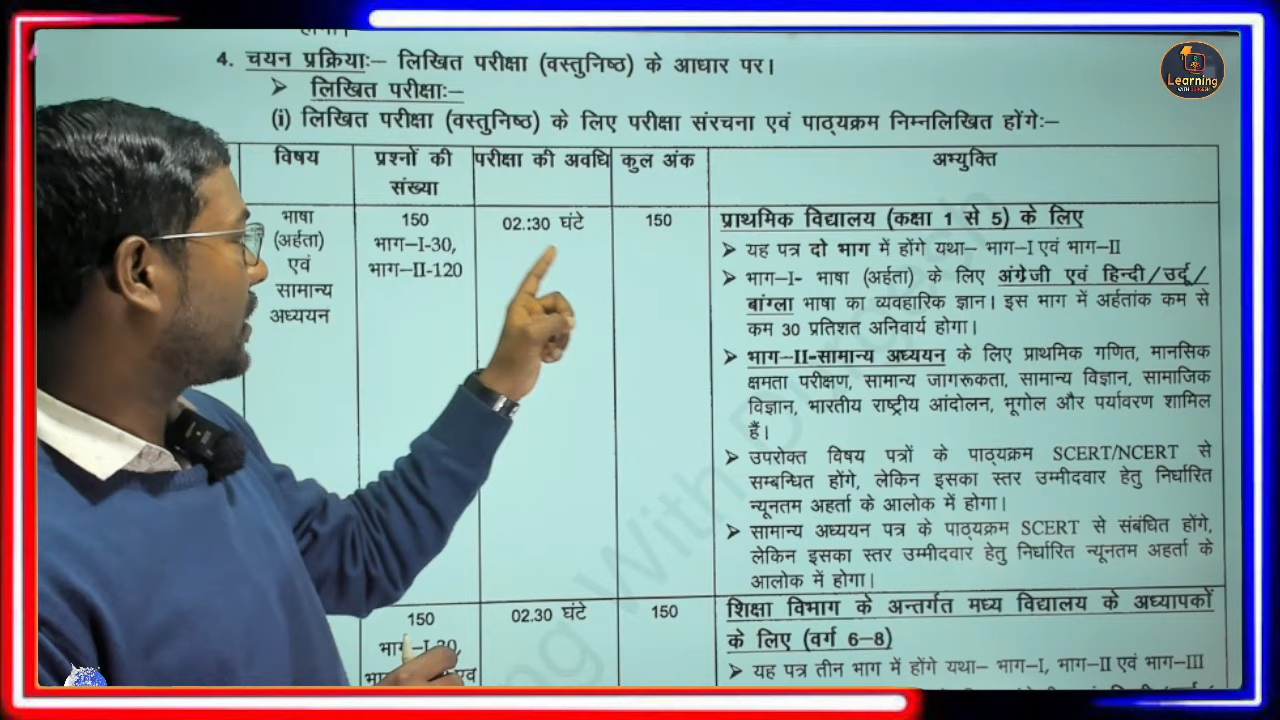 होगा।
4. चयन प्रक्रियाः– लिखित परीक्षा (वस्तुनिष्ठ) के आधार पर।
➢ लिखित परीक्षाः–
(i) लिखित परीक्षा (वस्तुनिष्ठ) के लिए परीक्षा संरचना एवं पाठ्यक्रम निम्नलिखित होंगेः–
Learning
विषय
प्रश्नों की
संख्या
परीक्षा की अवधि
कुल अंक
अभ्युक्ति
भाषा
(अर्हता)
एवं
सामान्य
अध्ययन
150
भाग–I-30,
भाग–II-120
02.:30 घंटे
150
प्राथमिक विद्यालय (कक्षा 1 से 5) के लिए
➢ यह पत्र दो भाग में होंगे यथा– भाग–I एवं भाग–II
➢ भाग–I- भाषा (अर्हता) के लिए अंग्रेजी एवं हिन्दी/उर्दू/
बांग्ला भाषा का व्यवहारिक ज्ञान। इस भाग में अर्हतांक कम से
कम 30 प्रतिशत अनिवार्य होगा।
➢ भाग–II-सामान्य अध्ययन के लिए प्राथमिक गणित, मानसिक
क्षमता परीक्षण, सामान्य जागरूकता, सामान्य विज्ञान, सामाजिक
विज्ञान, भारतीय राष्ट्रीय आंदोलन, भूगोल और पर्यावरण शामिल
हैं।
➢ उपरोक्त विषय पत्रों के पाठ्यक्रम SCERT/NCERT से
सम्बन्धित होंगे, लेकिन इसका स्तर उम्मीदवार हेतु निर्धारित
न्यूनतम अहर्ता के आलोक में होगा।
➢ सामान्य अध्ययन पत्र के पाठ्यक्रम SCERT से संबंधित होंगे,
लेकिन इसका स्तर उम्मीदवार हेतु निर्धारित न्यूनतम अहर्ता के
आलोक में होगा।
150
भाग–I-30,
02.30 घंटे
150
शिक्षा विभाग के अन्तर्गत मध्य विद्यालय के अध्यापकों
के लिए (वर्ग 6–8)
➢ यह पत्र तीन भाग में होंगे यथा– भाग–I, भाग–II एवं भाग–III